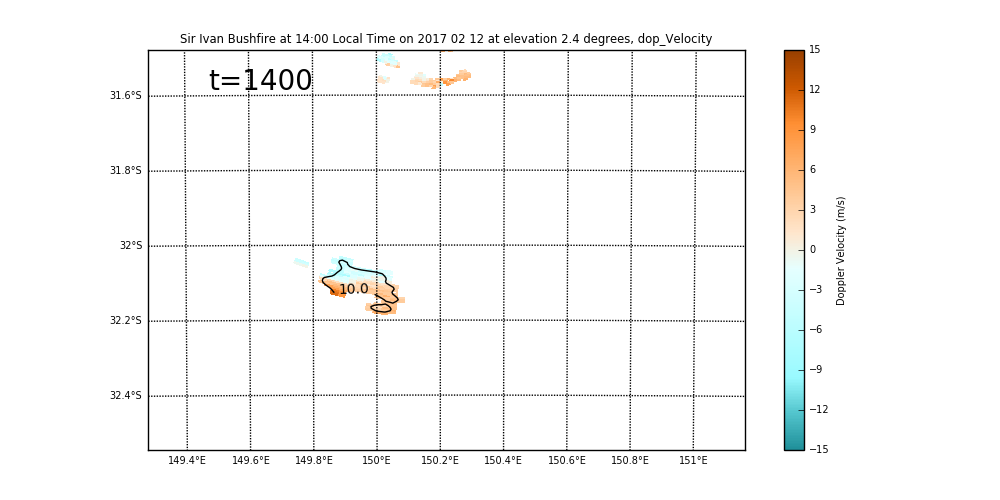 Sir Ivan Bushfire at 14:00 Local Time on 2017 02 12 at elevation 2.4 degrees, dop_Velocity
t=1400
31.6°S
31.8°S
32°S
32.2°S
32.4°S
10.0
149.4°E 149.6°E 149.8°E 150°E 150.2°E 150.4°E 150.6°E 150.8°E 151°E
15
12
9
6
3
0
−3
−6
−9
−12
−15
Doppler Velocity (m/s)